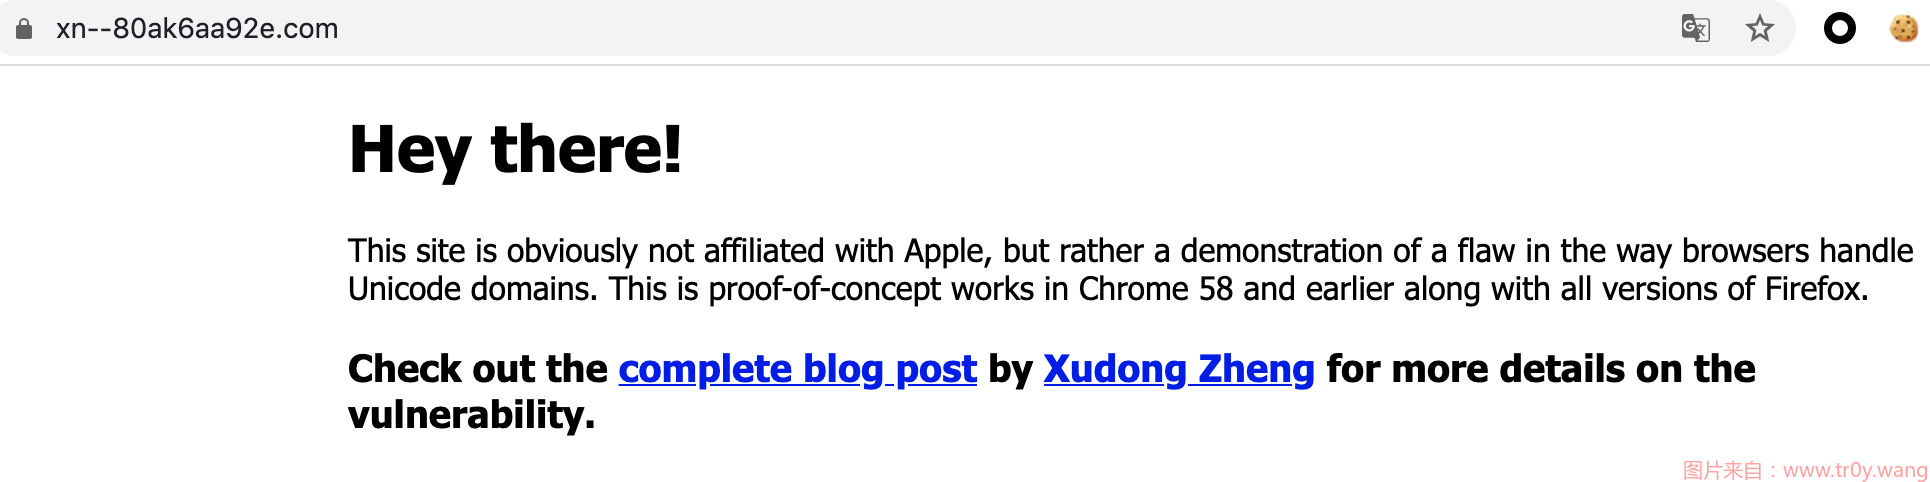 xn--80ak6aa92e.com
Hey there!
This site is obviously not affiliated with Apple, but rather a demonstration of a flaw in the way browsers handle
Unicode domains. This is proof-of-concept works in Chrome 58 and earlier along with all versions of Firefox.
Check out the complete blog post by Xudong Zheng for more details on the
vulnerability.
图片来自：www.tr0y.wang